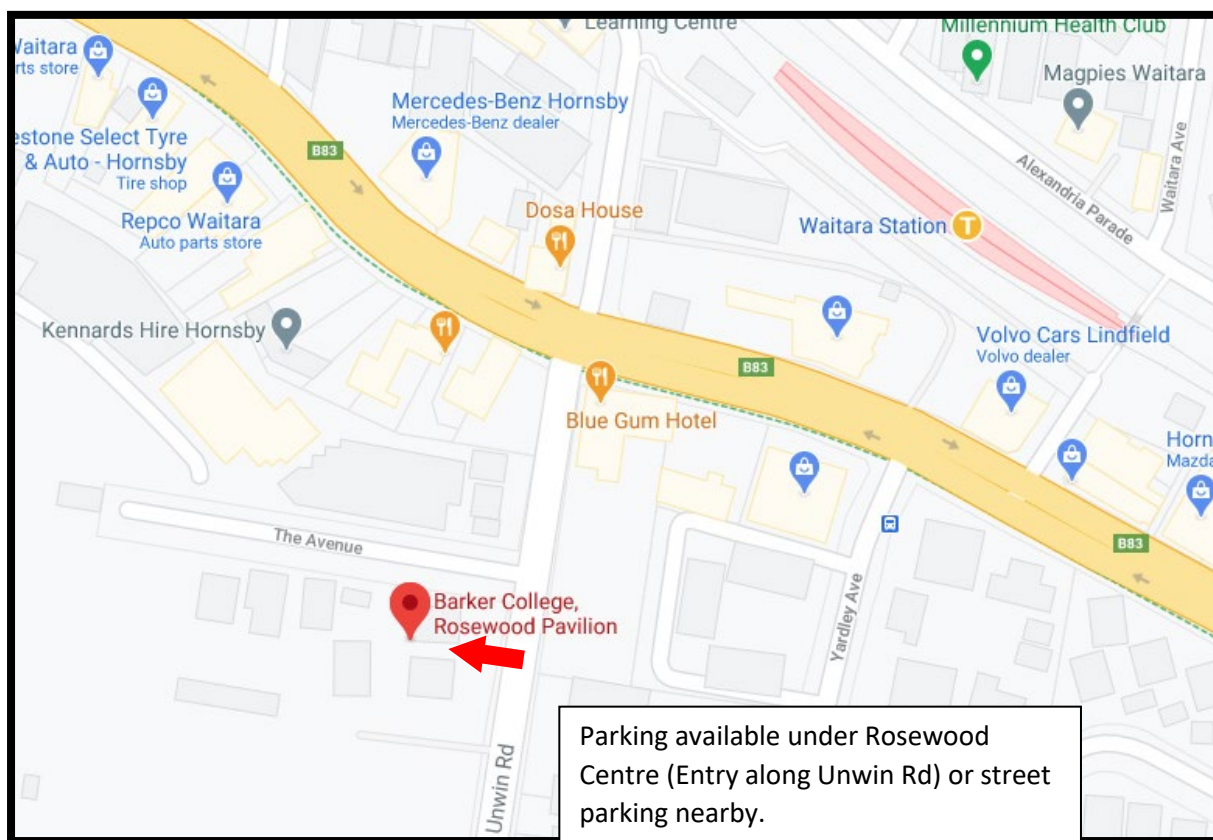 Learning Centre
Millennium Health Club
Waitara
rts store
Magpies Waitara
Mercedes-Benz Hornsby
Mercedes-Benz dealer
estone Select Tyre
& Auto - Hornsby
Tire shop
B83
Alexandria Parade
Waitara Ave
Repco Waitara
Auto parts store
Dosa House
Waitara Station
T
Kennards Hire Hornsby
Volvo Cars Lindfield
Volvo dealer
B83
Blue Gum Hotel
Horn
Mazda
The Avenue
B83
Barker College,
Rosewood Pavilion
Yardley Ave
Unwin Rd
Parking available under Rosewood
Centre (Entry along Unwin Rd) or street
parking nearby.